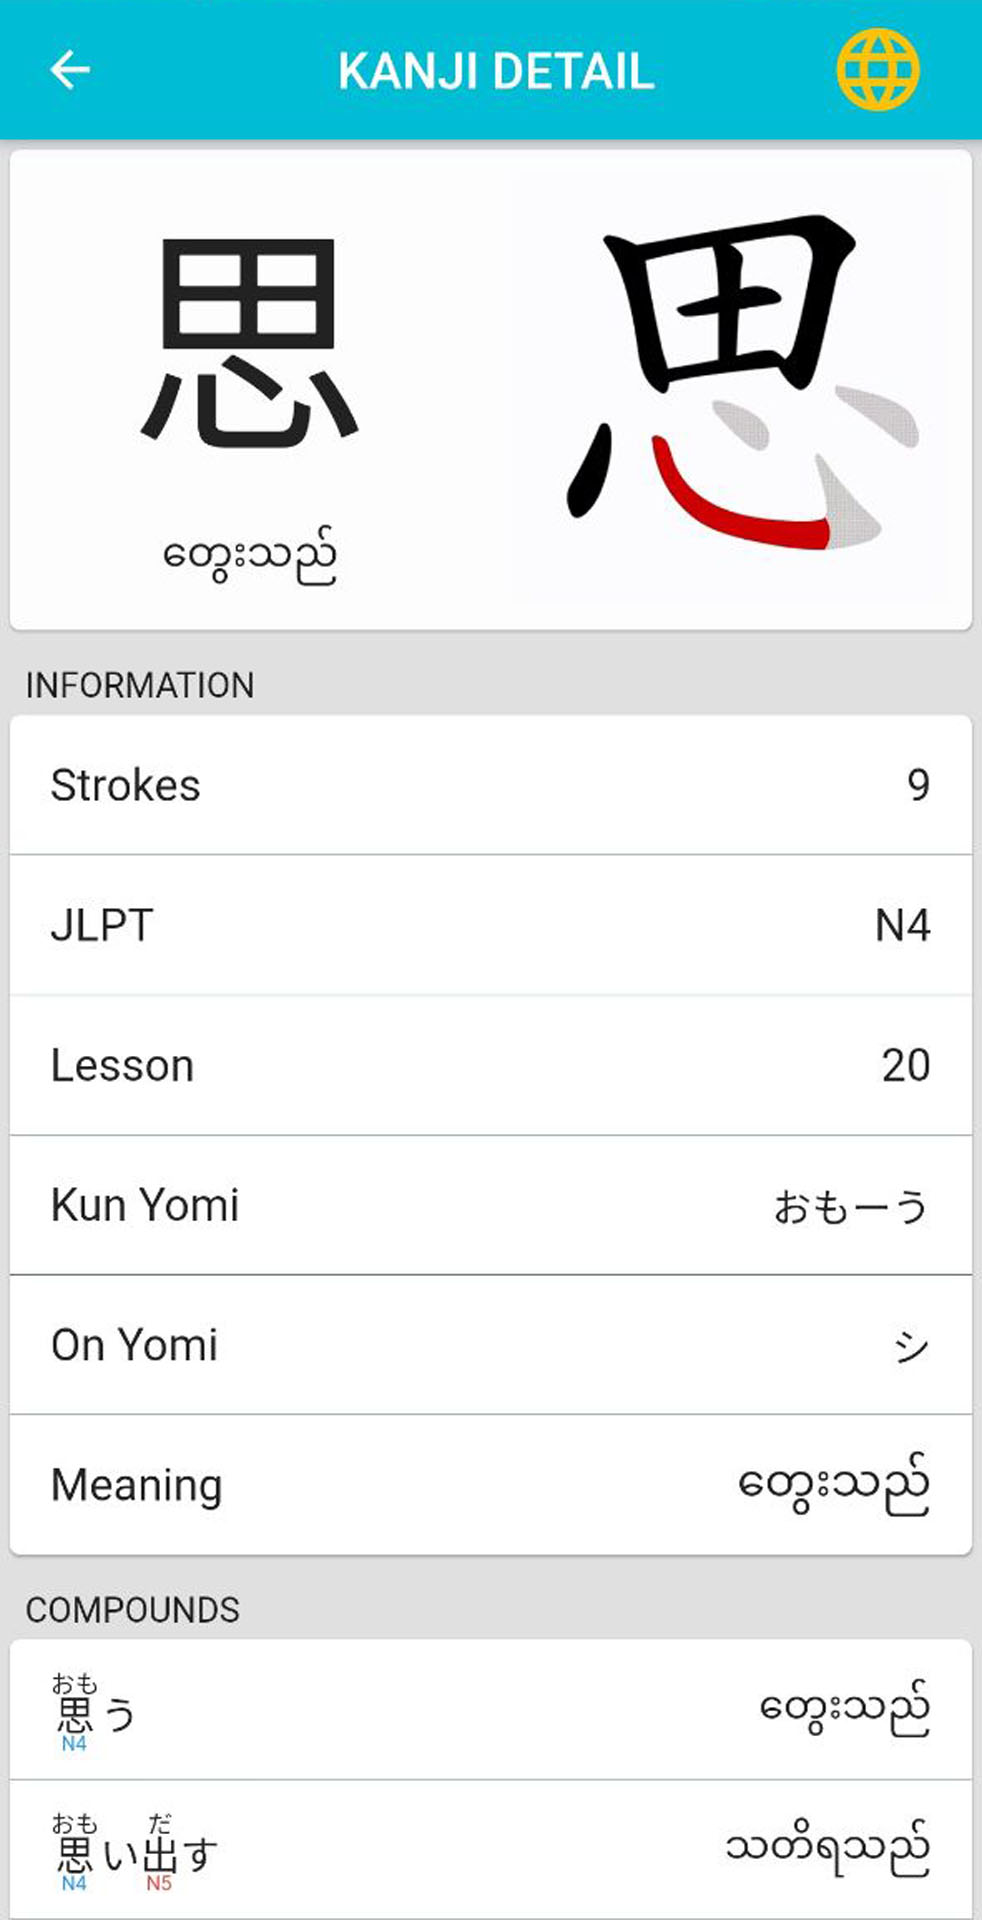 KANJI DETAIL
思
思
တွေးသည်
INFORMATION
Strokes 9
JLPT N4
Lesson 20
Kun Yomi おもーう
On Yomi シ
Meaning တွေးသည်
COMPOUNDS
おも
思う တွေးသည်
N4
おも だ
思い出す သတိရသည်
N4 N5